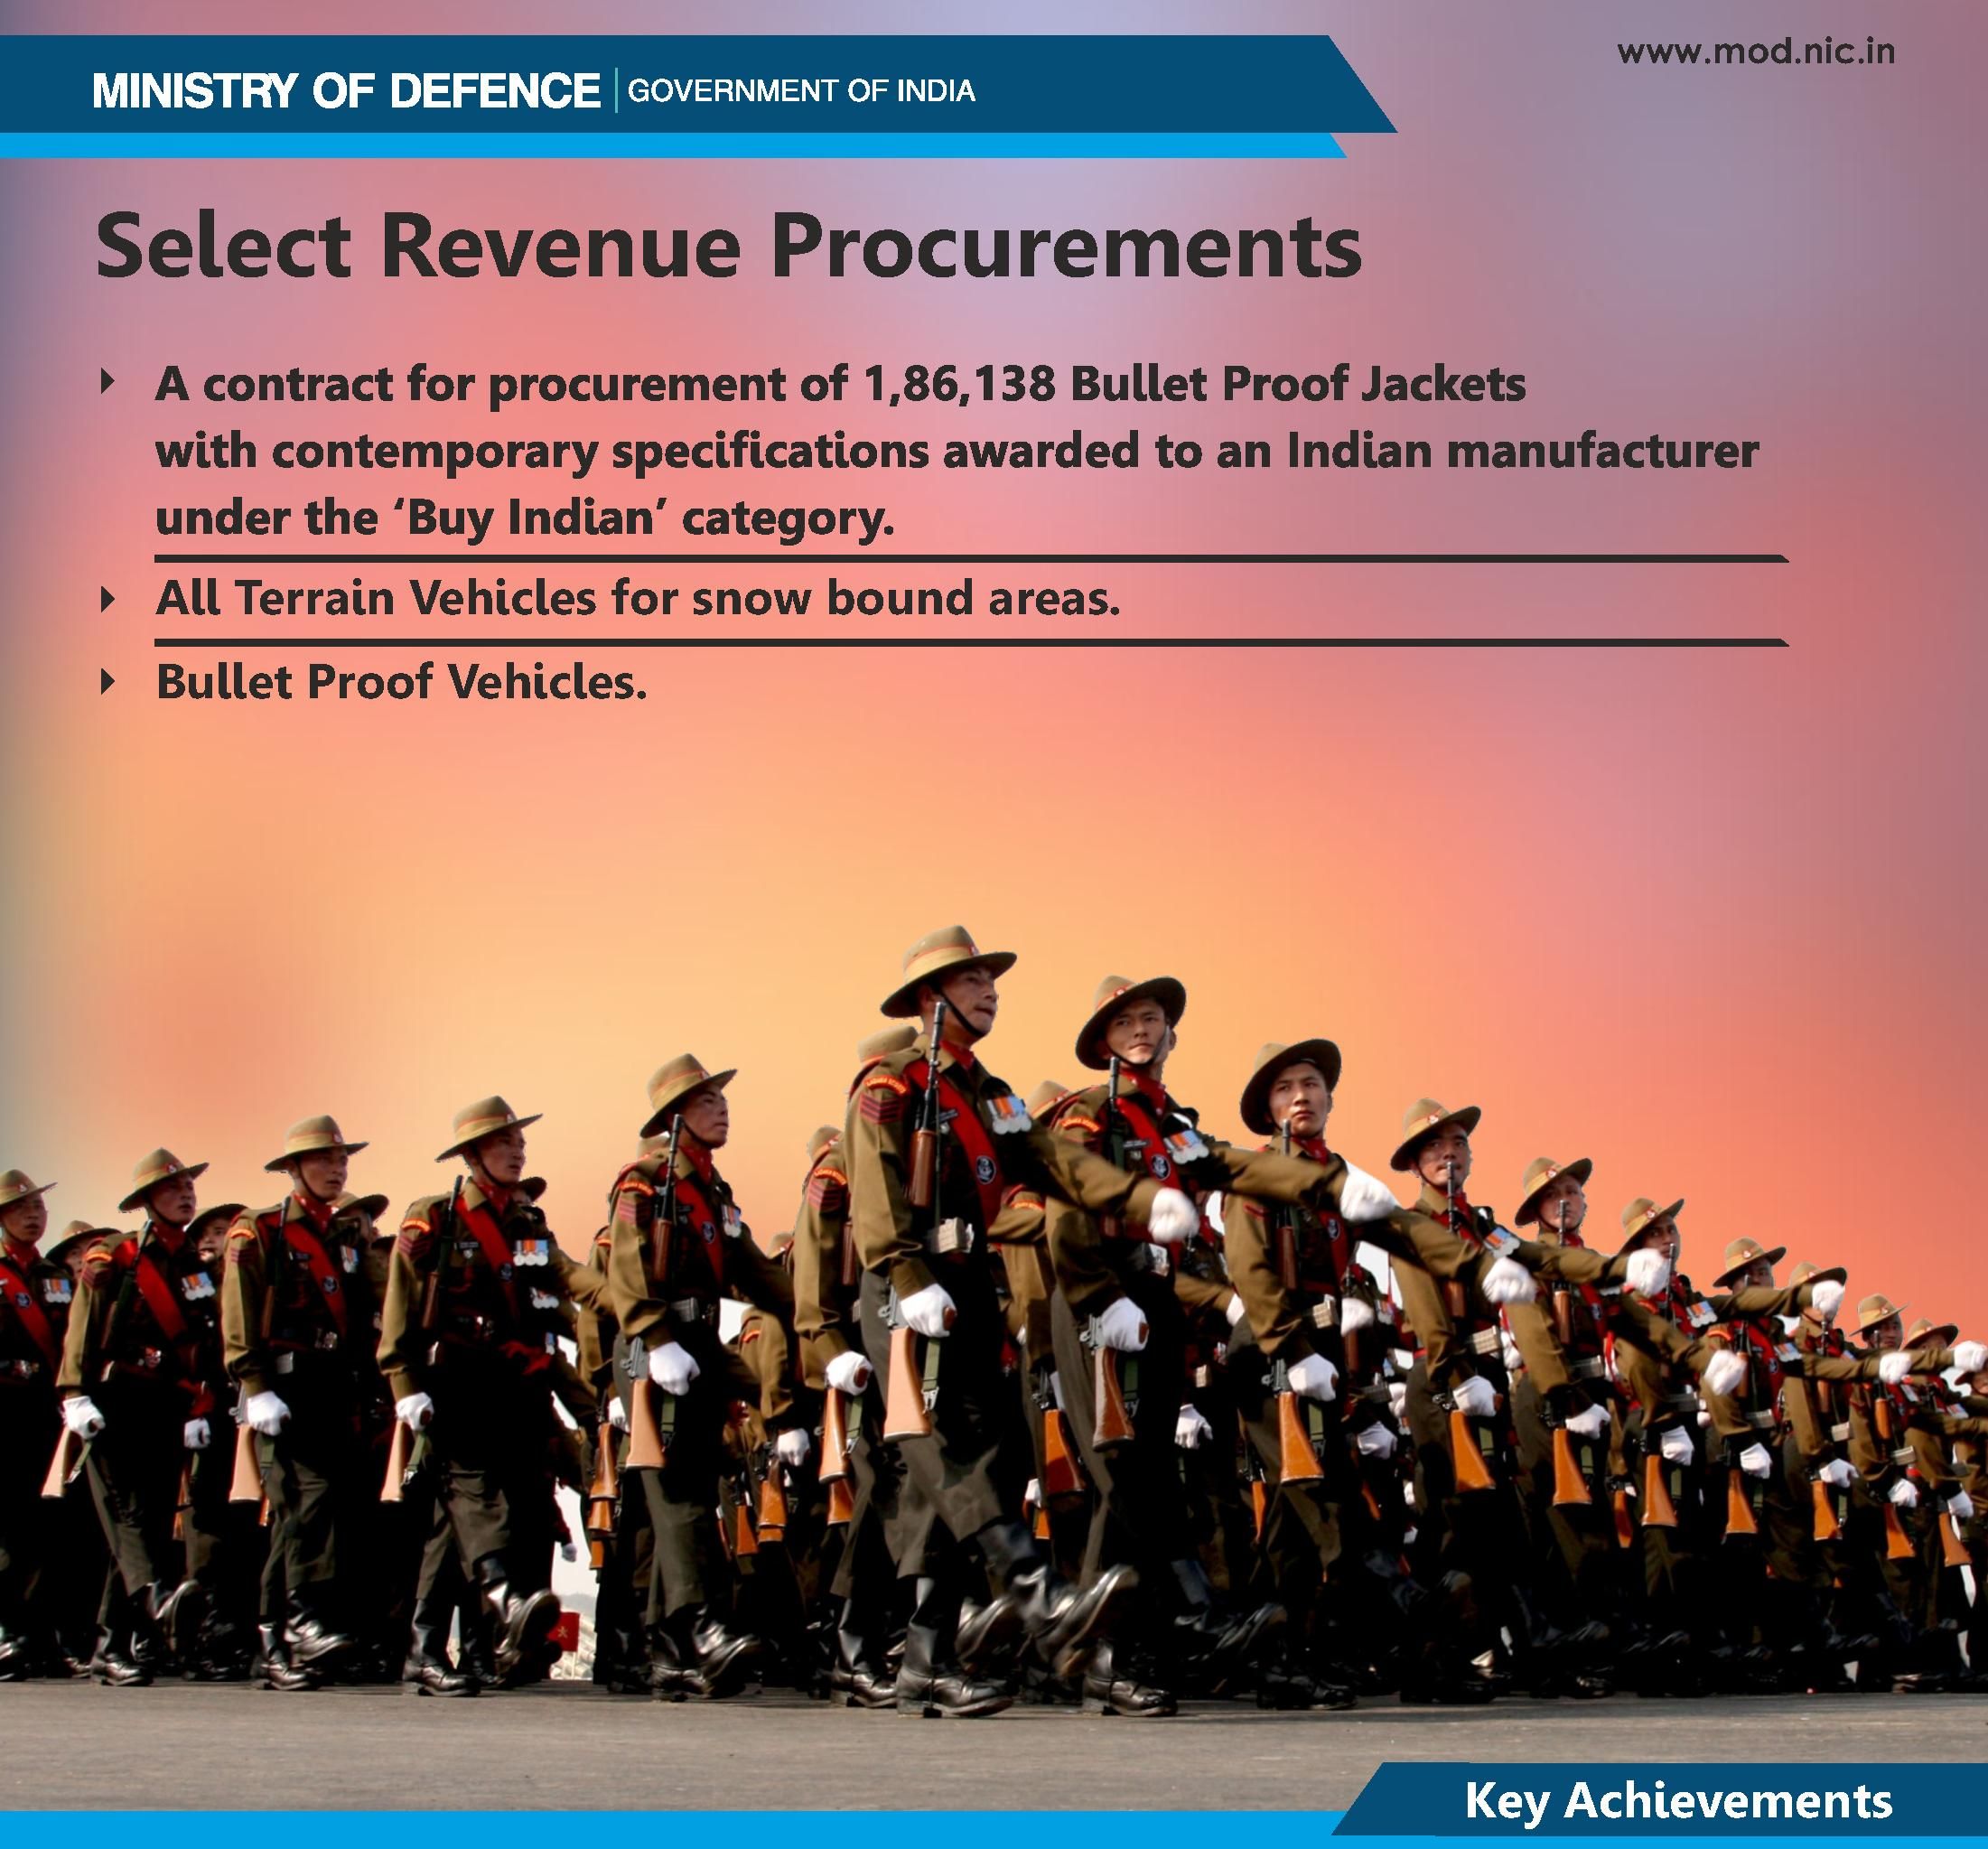 www.mod.nic.in
MINISTRY OF DEFENCE | GOVERNMENT OF INDIA
Select Revenue Procurements
A contract for procurement of 1,86,138 Bullet Proof Jackets
with contemporary specifications awarded to an Indian manufacturer
under the ‘Buy Indian’ category.
All Terrain Vehicles for snow bound areas.
Bullet Proof Vehicles.
Key Achievements